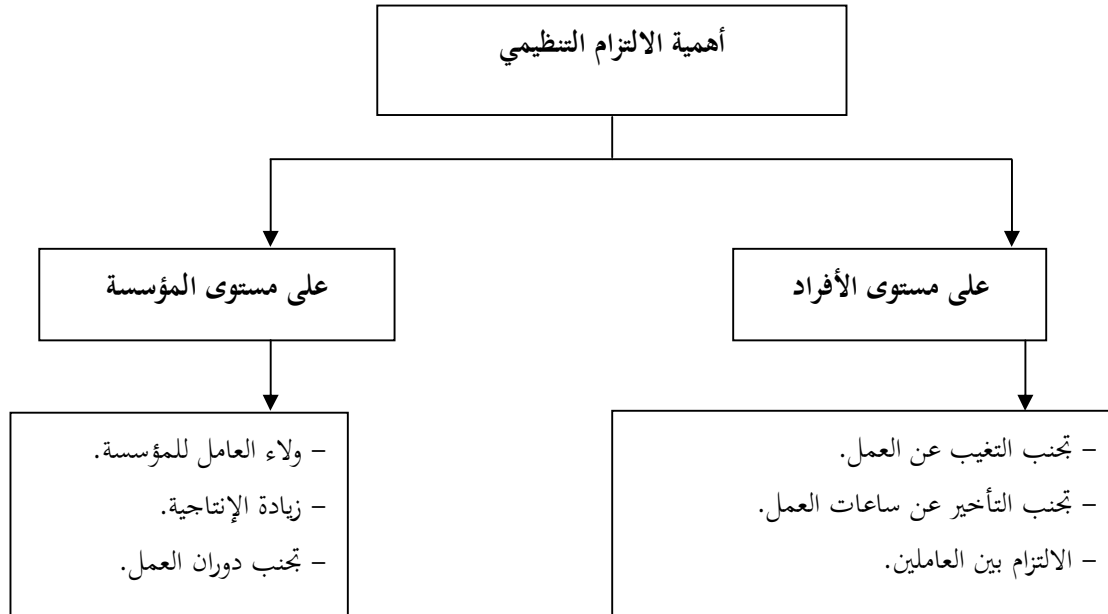 أهمية الالتزام التنظيمي
على مستوى الأفراد
على مستوى المؤسسة
– تجنب التغيب عن العمل.
– تجنب التأخير عن ساعات العمل.
– الالتزام بين العاملين.
– ولاء العامل للمؤسسة.
– زيادة الإنتاجية.
– تجنب دوران العمل.